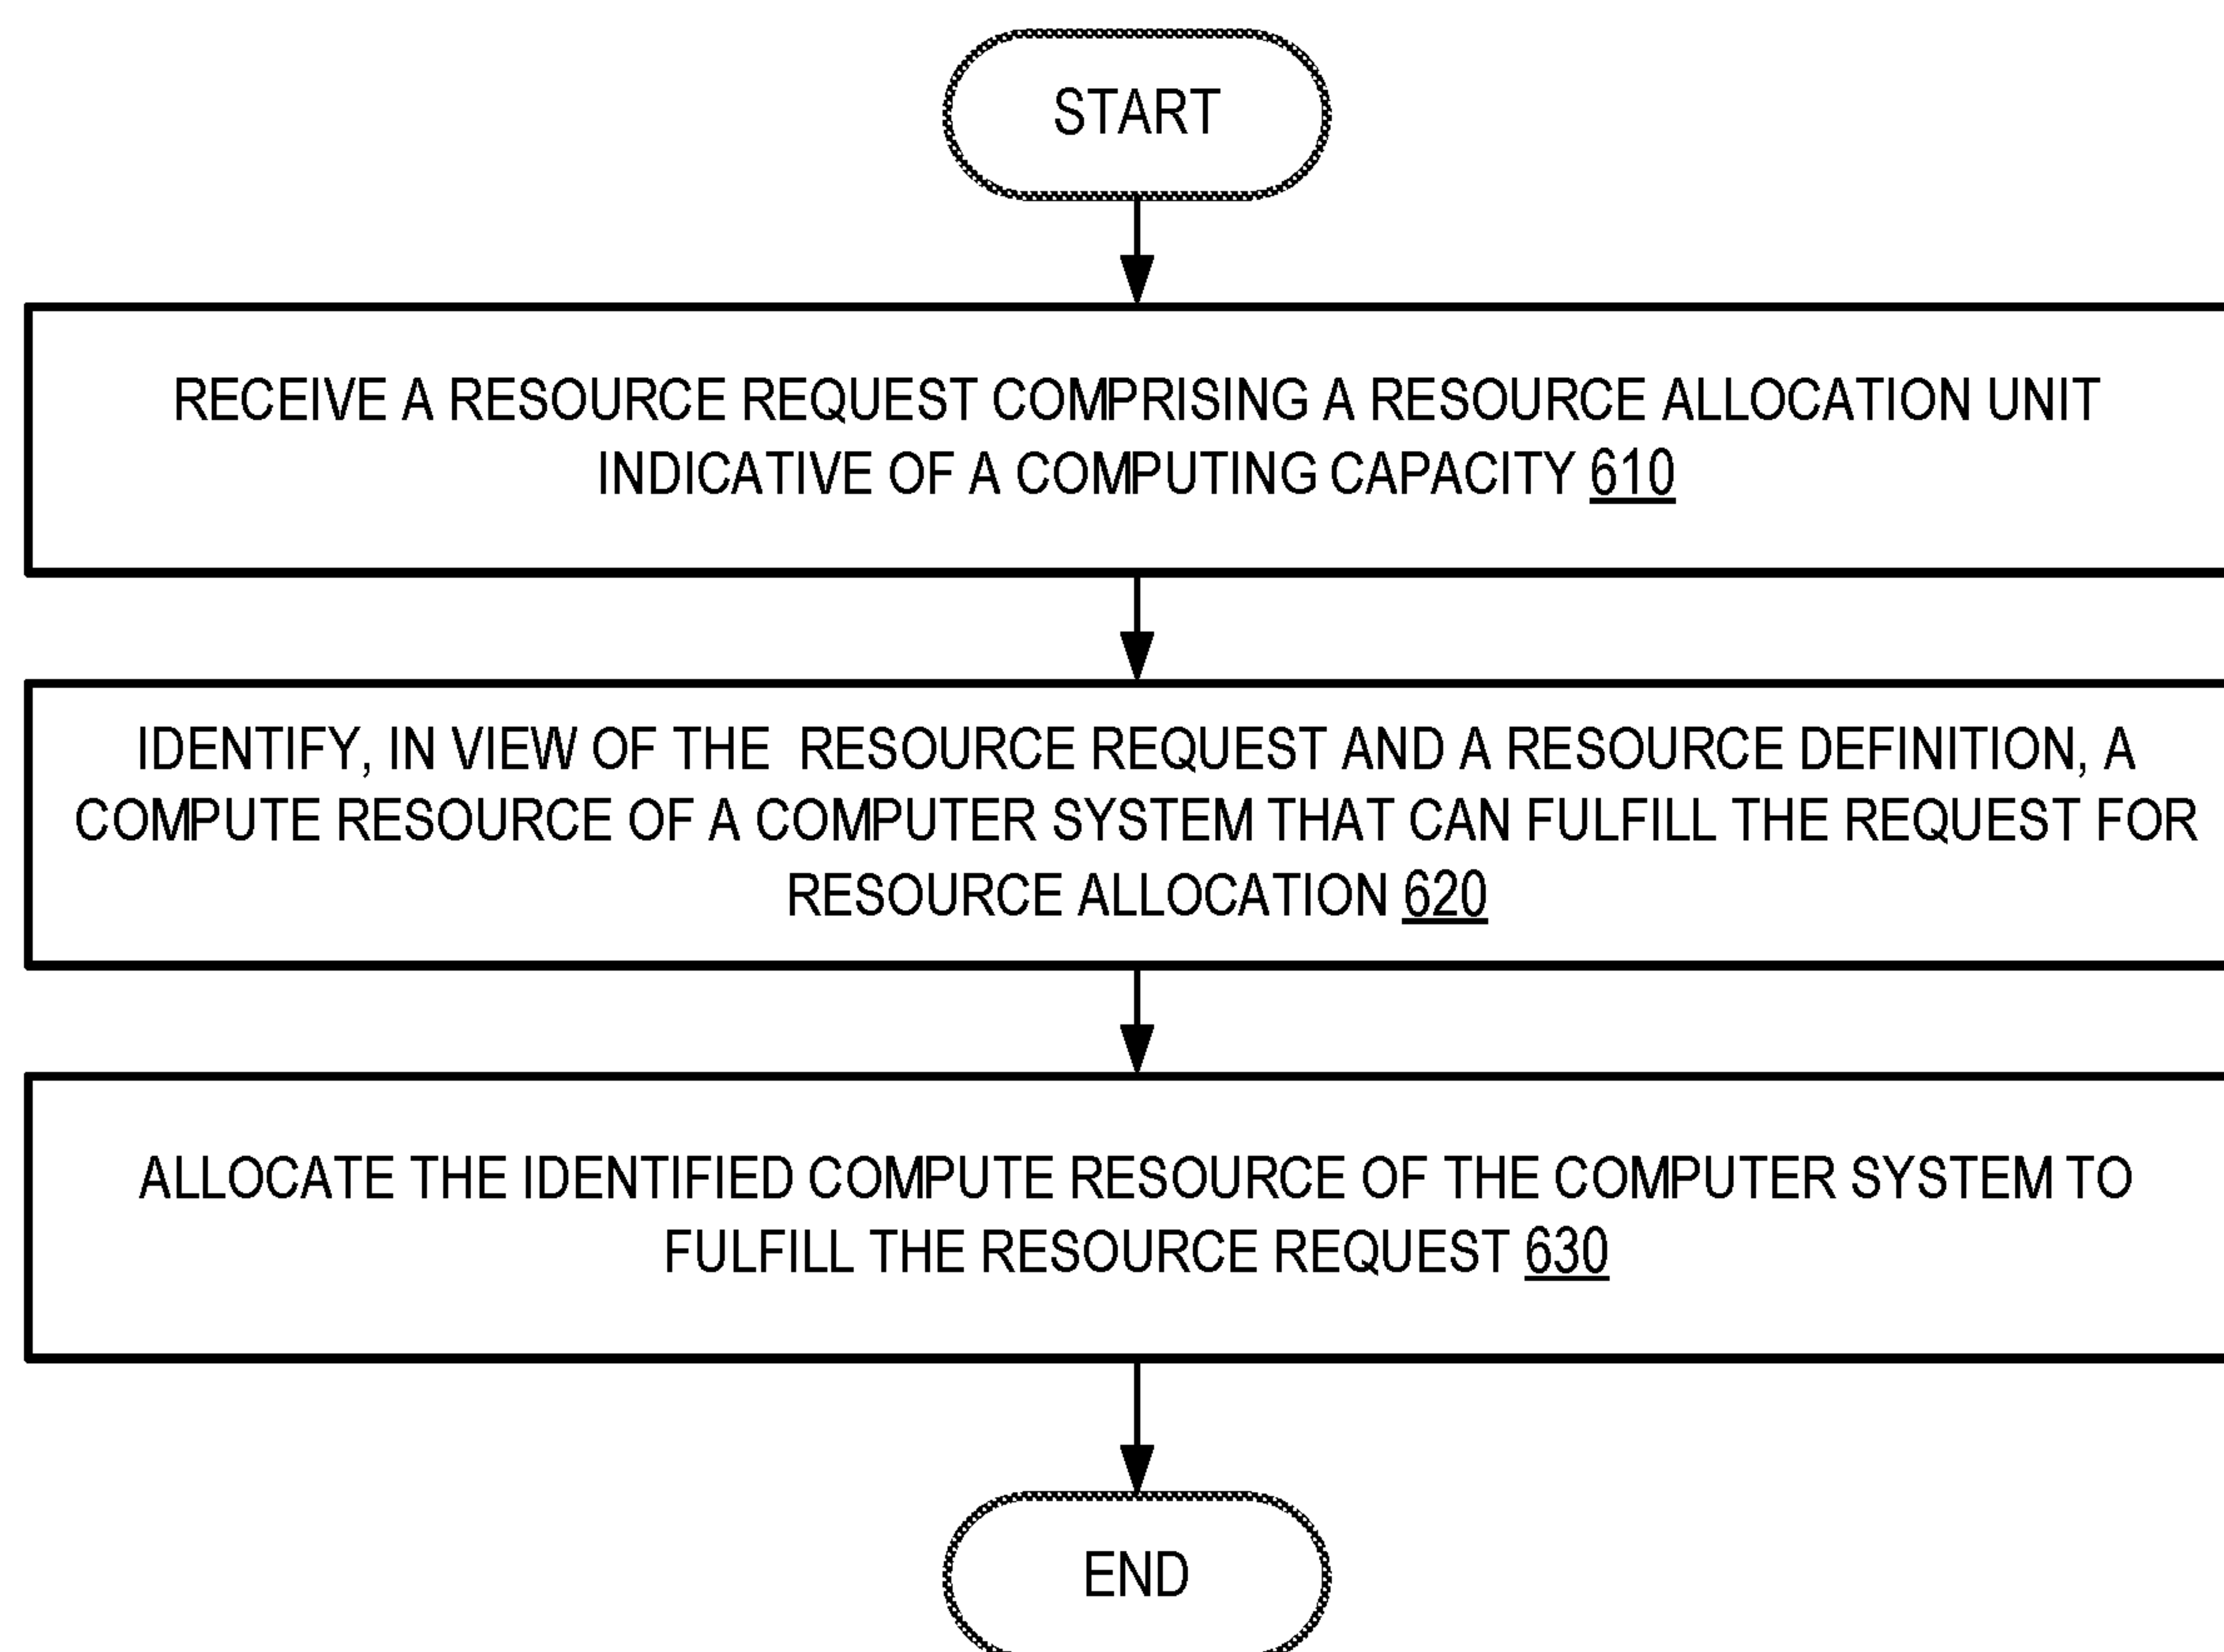 START
RECEIVE A RESOURCE REQUEST COMPRISING A RESOURCE ALLOCATION UNIT
INDICATIVE OF A COMPUTING CAPACITY 610
IDENTIFY, IN VIEW OF THE RESOURCE REQUEST AND A RESOURCE DEFINITION, A
COMPUTE RESOURCE OF A COMPUTER SYSTEM THAT CAN FULFILL THE REQUEST FOR
RESOURCE ALLOCATION 620
ALLOCATE THE IDENTIFIED COMPUTE RESOURCE OF THE COMPUTER SYSTEM TO
FULFILL THE RESOURCE REQUEST 630
END